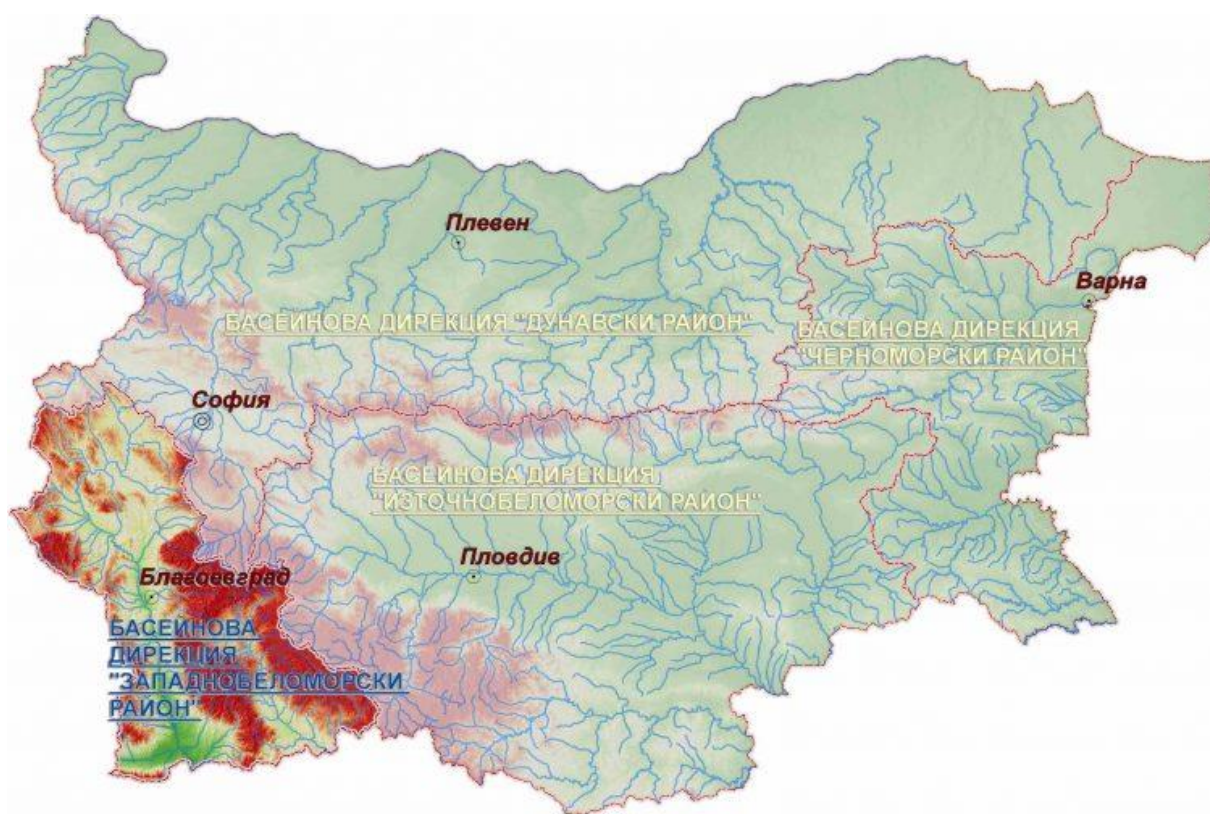 Плевен
Варна
БАСЕЙНОВА ДИРЕКЦИЯ "ДУНАВСКИ РАЙОН"
БАСЕЙНОВА ДИРЕКЦИЯ
"ЧЕРНОМОРСКИ РАЙОН"
София
БАСЕЙНОВА ДИРЕКЦИЯ
"ИЗТОЧНОБЕЛОМОРСКИ РАЙОН"
Пловдив
Благоевград
БАСЕЙНОВА
ДИРЕКЦИЯ
"ЗАПАДНОБЕЛОМОРСКИ
РАЙОН"